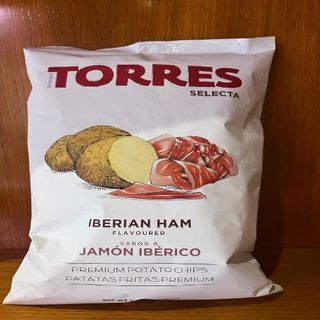 TORRES
SELECTA
IBERIAN HAM
FLAVOURED
SABOR A
JAMÓN IBÉRICO
PREMIUM POTATO CHIPS
PATATAS FRITAS PREMIUM